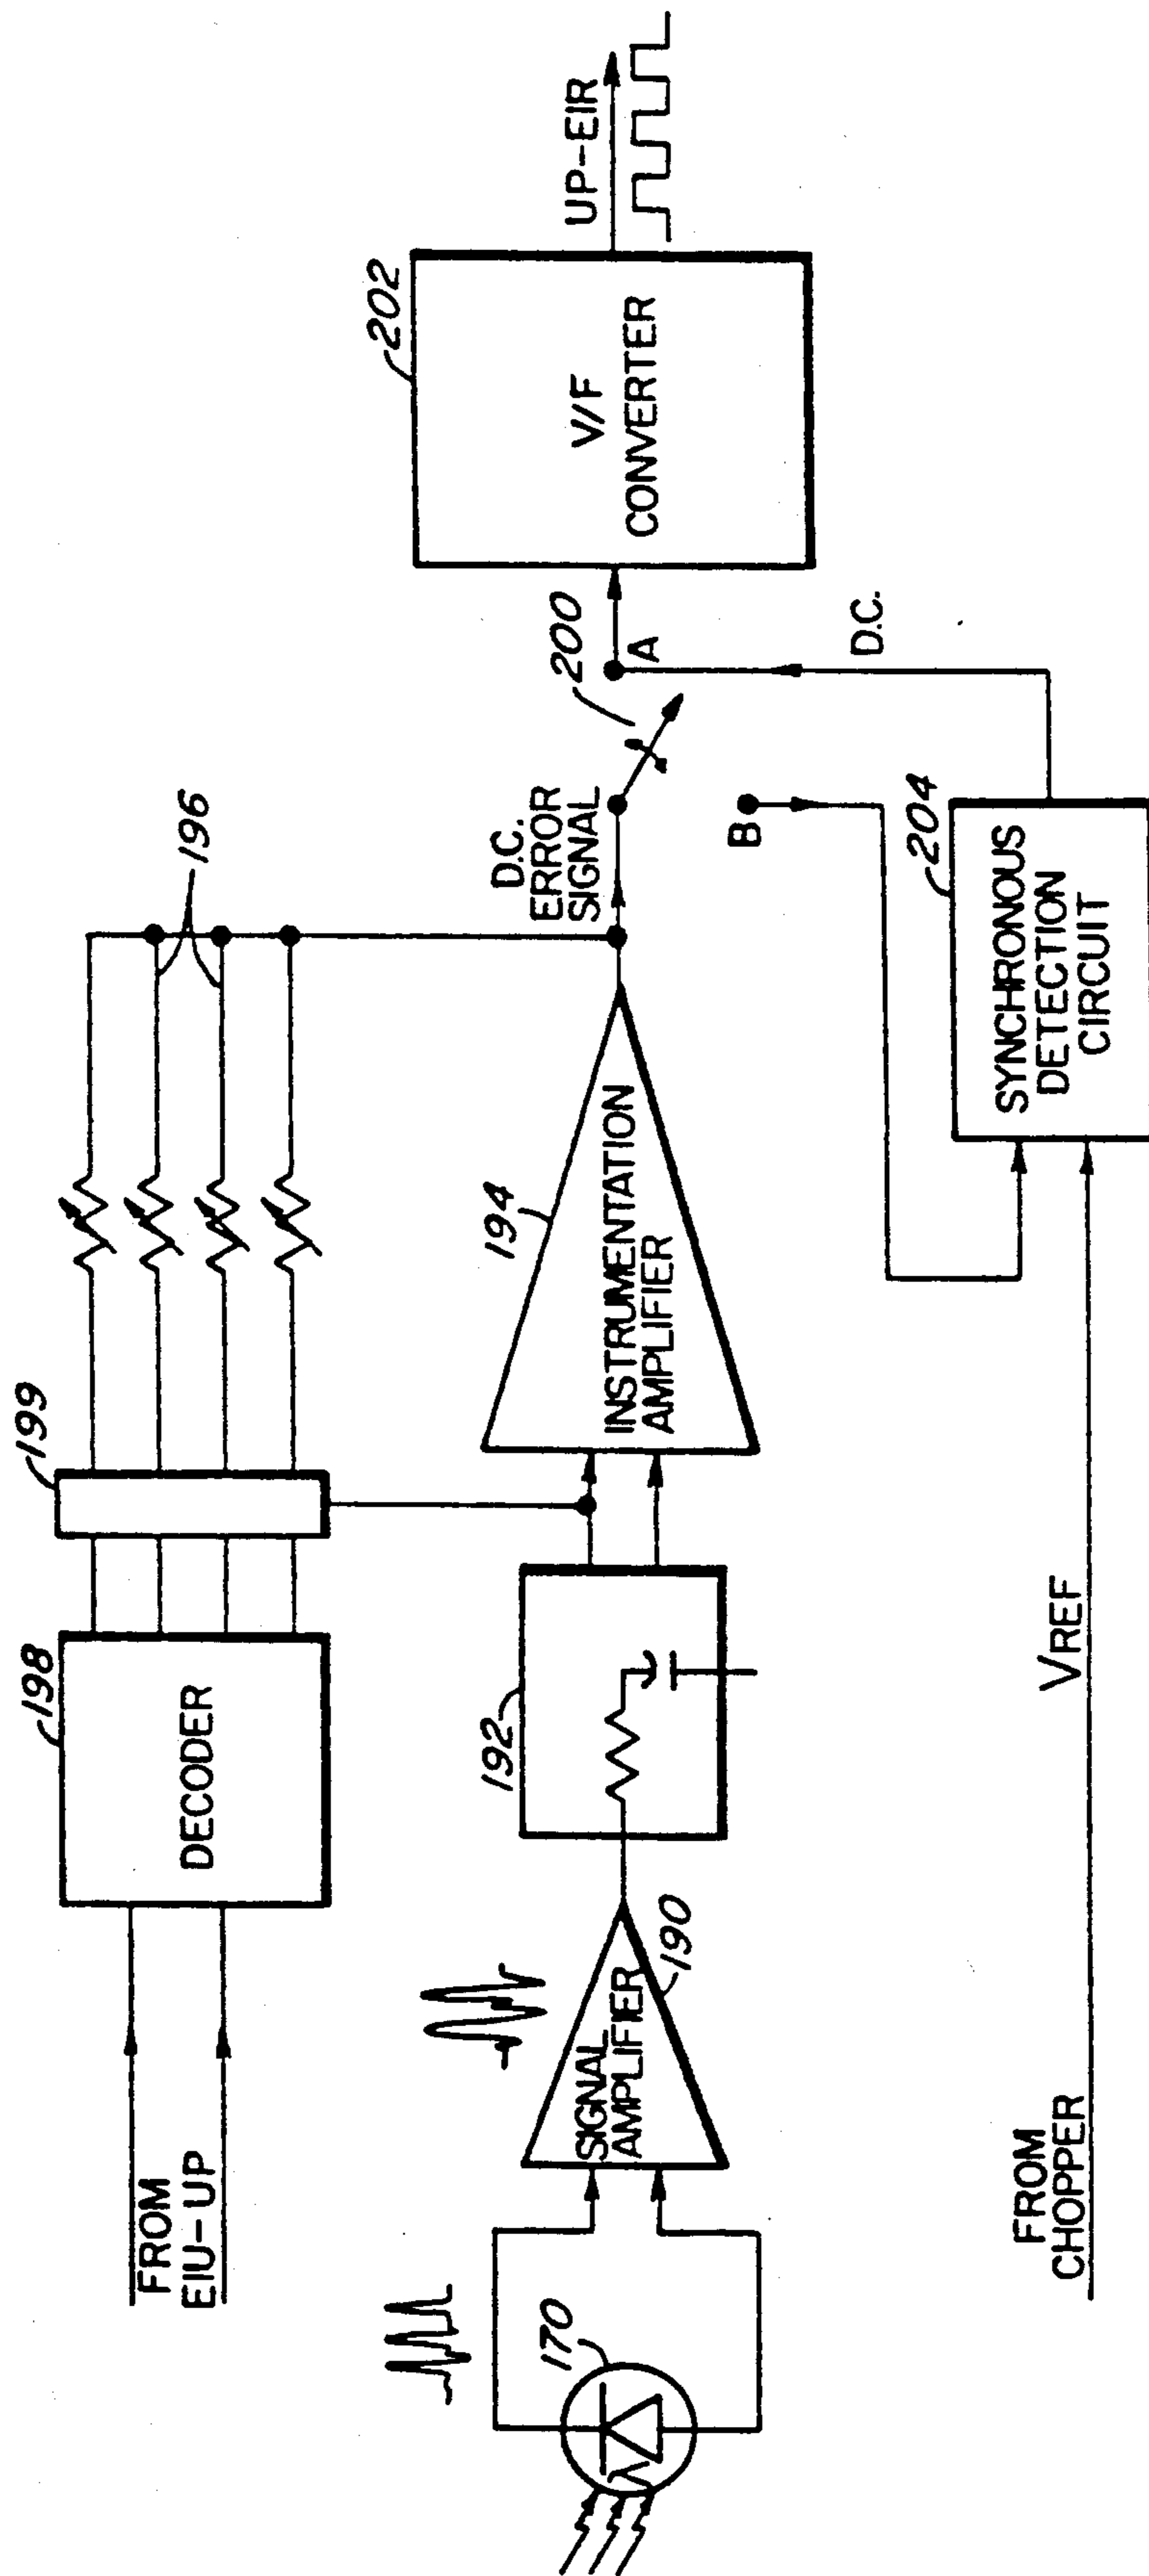 FROM
EIU-UP
198
DECODER
199
196
170
SIGNAL
AMPLIFIER
190
192
194
INSTRUMENTATION
AMPLIFIER
D.C.
ERROR
SIGNAL
200
A
B
202
V/F
CONVERTER
UP-EIR
D.C.
204
SYNCHRONOUS
DETECTION
CIRCUIT
FROM
CHOPPER
VREF